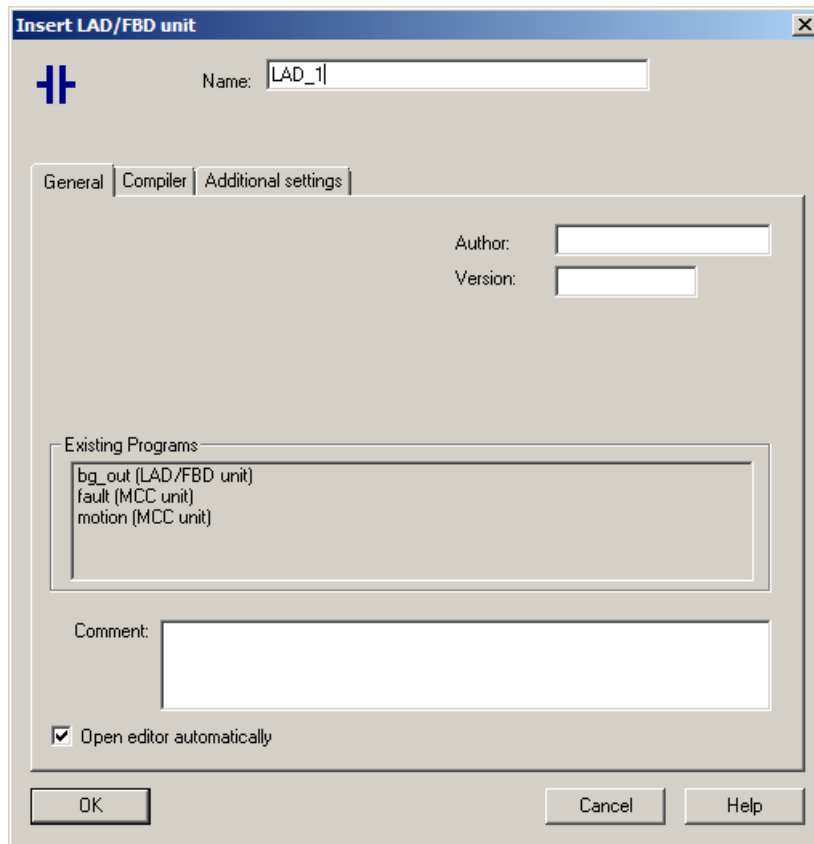 Insert LAD/FBD unit
Name: LAD_1
General Compiler Additional settings
Author:
Version:
Existing Programs
bg_out (LAD/FBD unit)
fault (MCC unit)
motion (MCC unit)
Comment:
Open editor automatically
OK Cancel Help